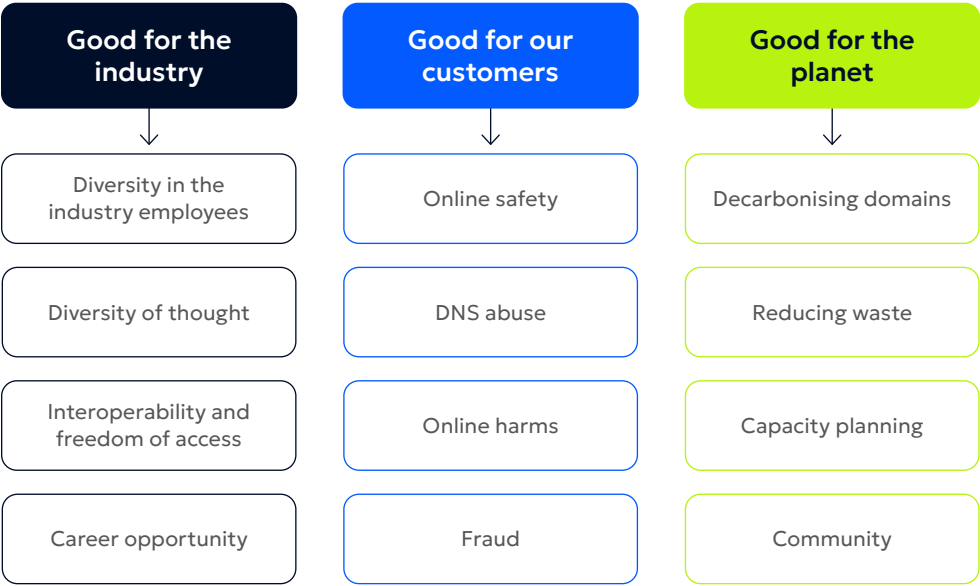 Good for the
industry
Diversity in the
industry employees
Diversity of thought
Interoperability and
freedom of access
Career opportunity
Good for our
customers
Online safety
DNS abuse
Online harms
Fraud
Good for the
planet
Decarbonising domains
Reducing waste
Capacity planning
Community